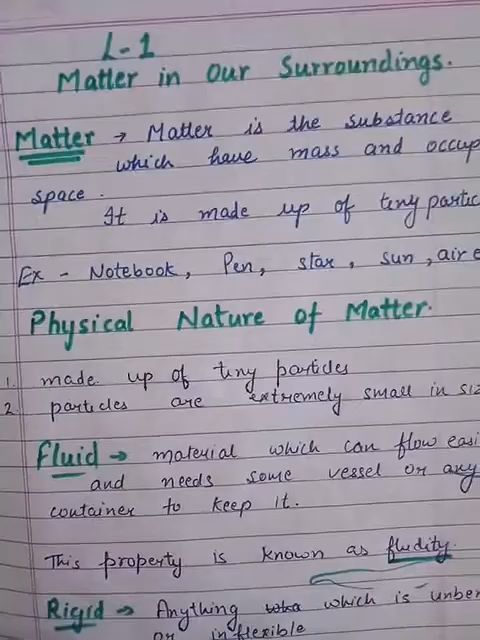 L-1
Matter in Our Surroundings.
Matter → Matter is the substance
which have mass and occup
space.
It is made up of tiny partic
Ex - Notebook, Pen, star, sun, air e
Physical Nature of Matter.
1. made up of tiny particles
2. particles are extremely small in siz
Fluid → material which can flow easi
and needs some vessel or any
container to keep it.
This property is known as fludity.
Rigid → Anything which is unbe
or inflexible